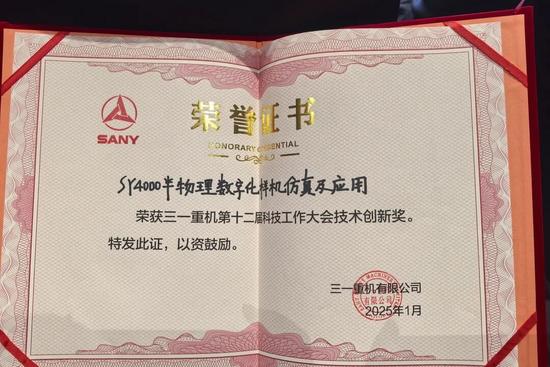 SANY
荣誉证书
HONORARY CREDENTIAL
SY4000半物理数字化样机仿真及应用
荣获三一重机第十二届科技工作大会技术创新奖。
特发此证，以资鼓励。
三一重机有限公司
2025年1月